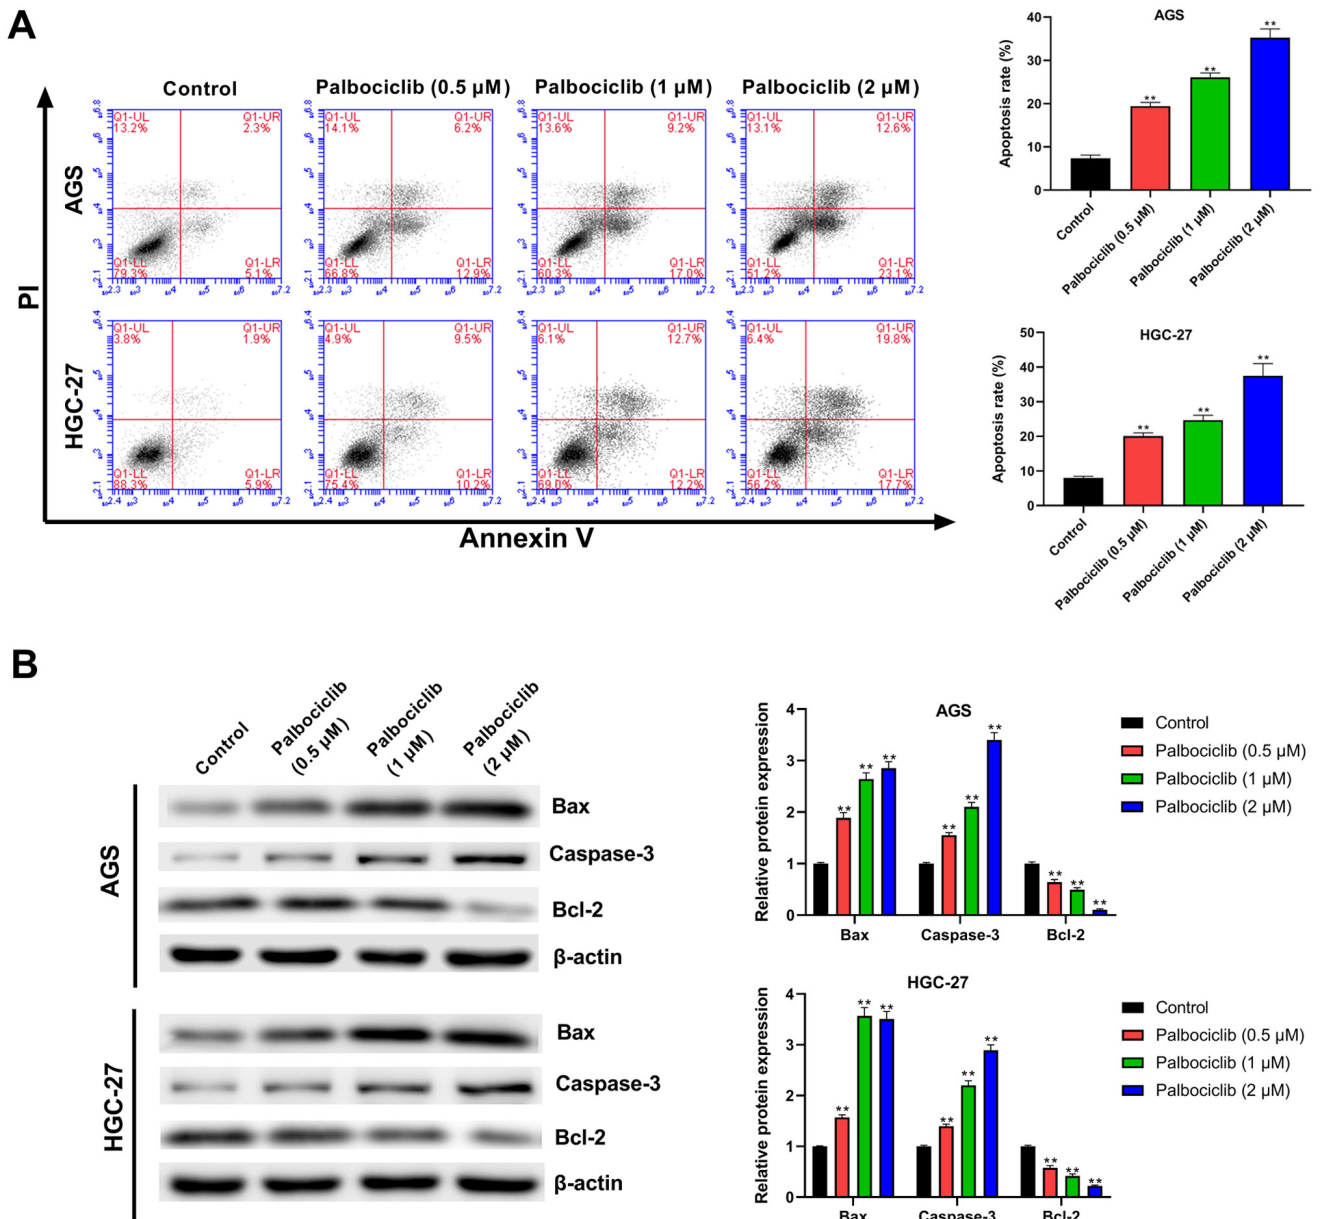 A
Control
Palbociclib (0.5 μM)
Palbociclib (1 μM)
Palbociclib (2 μM)
AGS
Q1-UL
13.2%
Q1-UR
2.3%
Q1-LL
79.3%
Q1-LR
5.1%
Q1-UL
14.1%
Q1-UR
6.2%
Q1-LL
66.8%
Q1-LR
12.9%
Q1-UL
13.6%
Q1-UR
9.2%
Q1-LL
60.3%
Q1-LR
17.0%
Q1-UL
13.1%
Q1-UR
12.6%
Q1-LL
51.2%
Q1-LR
23.1%
HGC-27
Q1-UL
3.8%
Q1-UR
1.9%
Q1-LL
88.3%
Q1-LR
5.9%
Q1-UL
4.9%
Q1-UR
9.5%
Q1-LL
75.4%
Q1-LR
10.2%
Q1-UL
6.1%
Q1-UR
12.7%
Q1-LL
69.0%
Q1-LR
12.2%
Q1-UL
6.4%
Q1-UR
19.8%
Q1-LL
56.2%
Q1-LR
17.7%
PI
Annexin V
AGS
Apoptosis rate (%)
40
30
20
10
0
**
**
**
Control
Palbociclib (0.5 μM)
Palbociclib (1 μM)
Palbociclib (2 μM)
HGC-27
Apoptosis rate (%)
50
40
30
20
10
0
**
**
**
Control
Palbociclib (0.5 μM)
Palbociclib (1 μM)
Palbociclib (2 μM)
B
Control
Palbociclib
(0.5 μM)
Palbociclib
(1 μM)
Palbociclib
(2 μM)
AGS
Bax
Caspase-3
Bcl-2
β-actin
HGC-27
Bax
Caspase-3
Bcl-2
β-actin
AGS
Relative protein expression
4
3
2
1
0
**
**
**
**
**
**
**
**
**
Bax
Caspase-3
Bcl-2
Control
Palbociclib (0.5 μM)
Palbociclib (1 μM)
Palbociclib (2 μM)
HGC-27
Relative protein expression
4
3
2
1
0
**
**
**
**
**
**
**
**
**
Bax
Caspase-3
Bcl-2
Control
Palbociclib (0.5 μM)
Palbociclib (1 μM)
Palbociclib (2 μM)